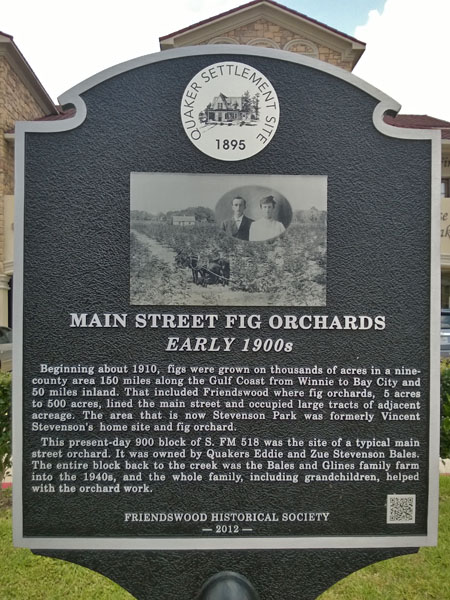 QUAKER SETTLEMENT SITE
1895
MAIN STREET FIG ORCHARDS
EARLY 1900s
Beginning about 1910, figs were grown on thousands of acres in a nine-
county area 150 miles along the Gulf Coast from Winnie to Bay City and
50 miles inland. That included Friendswood where fig orchards, 5 acres
to 500 acres, lined the main street and occupied large tracts of adjacent
acreage. The area that is now Stevenson Park was formerly Vincent
Stevenson's home site and fig orchard.
This present-day 900 block of S. FM 518 was the site of a typical main
street orchard. It was owned by Quakers Eddie and Zue Stevenson Bales.
The entire block back to the creek was the Bales and Glines family farm
into the 1940s, and the whole family, including grandchildren, helped
with the orchard work.
FRIENDSWOOD HISTORICAL SOCIETY
— 2012 —